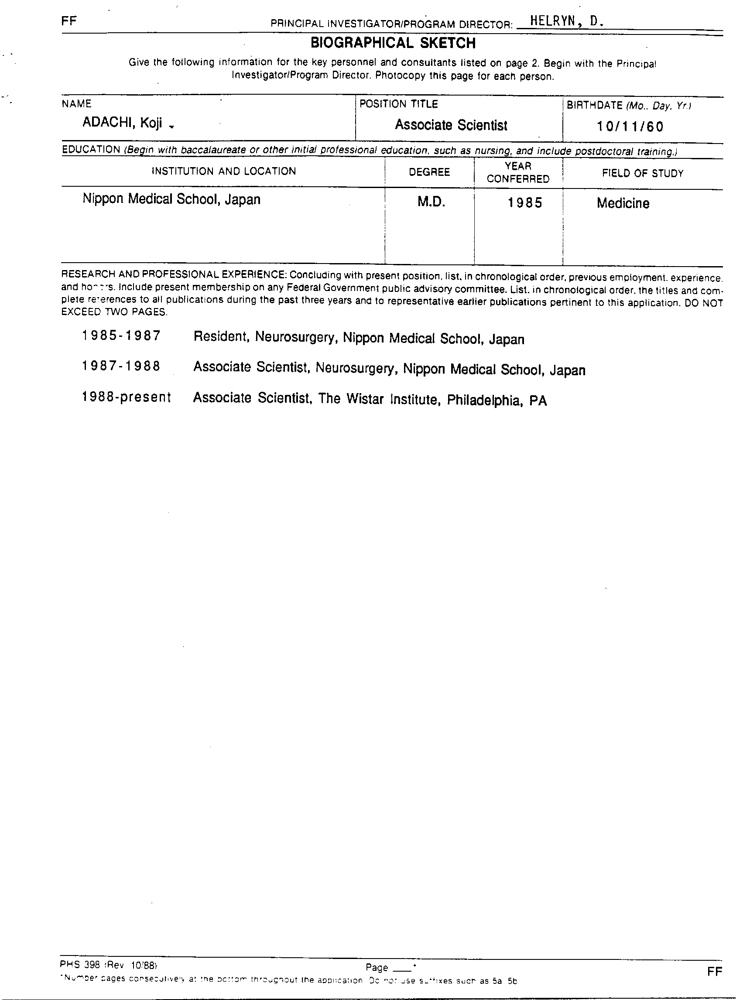 FF PRINCIPAL INVESTIGATOR/PROGRAM DIRECTOR: HELRYN, D.
BIOGRAPHICAL SKETCH
Give the following information for the key personnel and consultants listed on page 2. Begin with the Principal
Investigator/Program Director. Photocopy this page for each person.
NAME POSITION TITLE BIRTHDATE (Mo., Day, Yr.)
ADACHI, Koji Associate Scientist 10/11/60
EDUCATION (Begin with baccalaureate or other initial professional education, such as nursing, and include postdoctoral training.)
INSTITUTION AND LOCATION DEGREE YEAR CONFERRED FIELD OF STUDY
Nippon Medical School, Japan M.D. 1985 Medicine
RESEARCH AND PROFESSIONAL EXPERIENCE: Concluding with present position, list, in chronological order, previous employment, experience,
and honors. Include present membership on any Federal Government public advisory committee. List, in chronological order, the titles and com-
plete references to all publications during the past three years and to representative earlier publications pertinent to this application. DO NOT
EXCEED TWO PAGES.
1985-1987 Resident, Neurosurgery, Nippon Medical School, Japan
1987-1988 Associate Scientist, Neurosurgery, Nippon Medical School, Japan
1988-present Associate Scientist, The Wistar Institute, Philadelphia, PA
PHS 398 (Rev. 10/88) Page ___* FF
*Number pages consecutively at the bottom throughout the application. Do not use suffixes such as 5a, 5b.